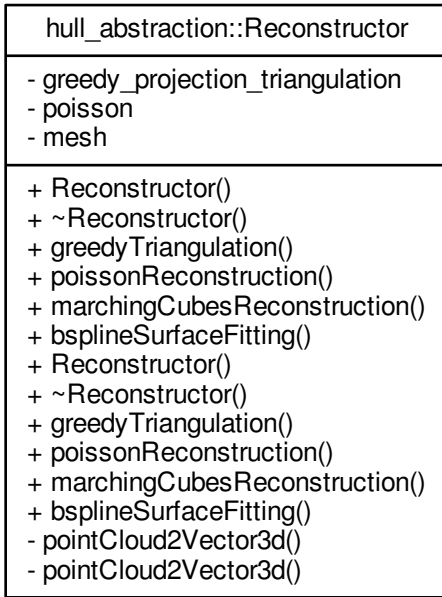 hull_abstraction::Reconstructor
- greedy_projection_triangulation
- poisson
- mesh
+ Reconstructor()
+ ~Reconstructor()
+ greedyTriangulation()
+ poissonReconstruction()
+ marchingCubesReconstruction()
+ bsplineSurfaceFitting()
+ Reconstructor()
+ ~Reconstructor()
+ greedyTriangulation()
+ poissonReconstruction()
+ marchingCubesReconstruction()
+ bsplineSurfaceFitting()
- pointCloud2Vector3d()
- pointCloud2Vector3d()